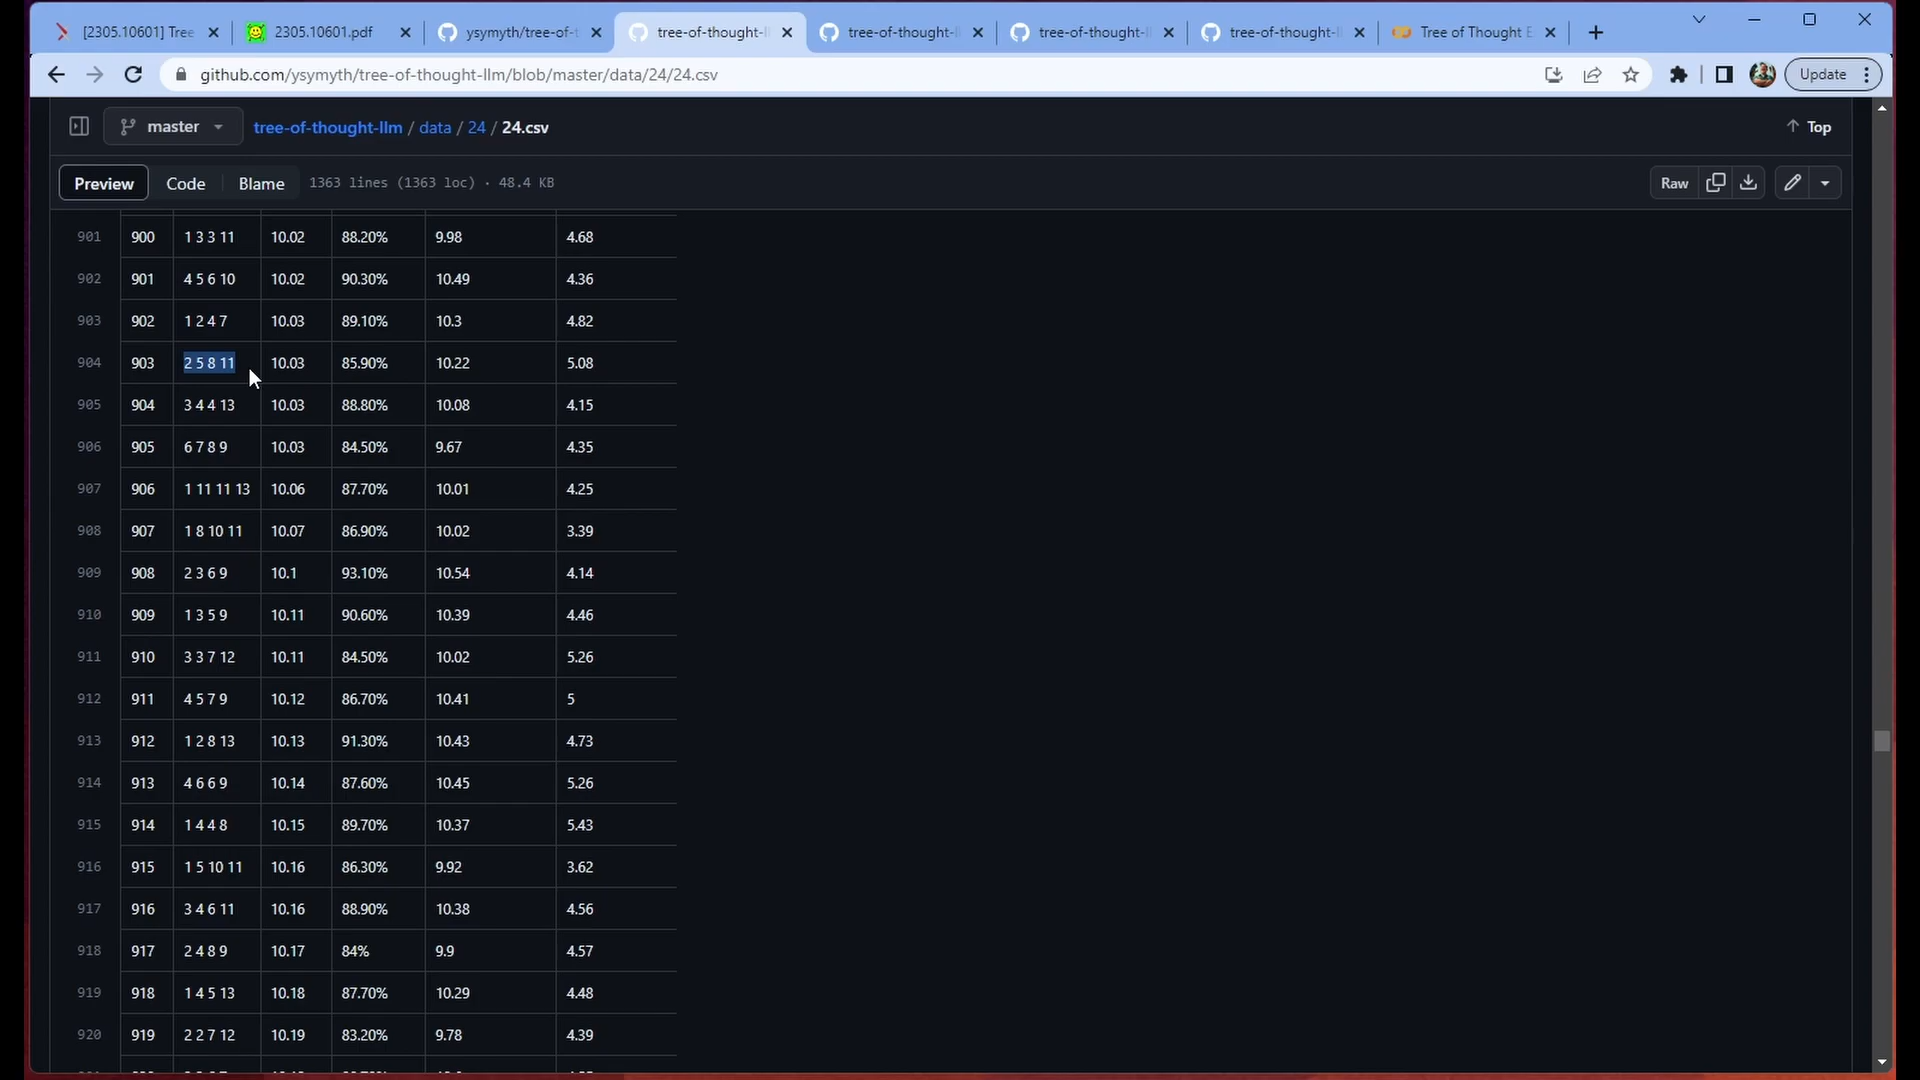 [2305.10601] Tree
2305.10601.pdf
ysymyth/tree-of-
tree-of-thought-
tree-of-thought-
tree-of-thought-
tree-of-thought-
Tree of Thought
github.com/ysymyth/tree-of-thought-llm/blob/master/data/24/24.csv
Update
master
tree-of-thought-llm / data / 24 / 24.csv
Top
Preview
Code
Blame
1363 lines (1363 loc) · 48.4 KB
Raw
901 900 1 3 3 11 10.02 88.20% 9.98 4.68
902 901 4 5 6 10 10.02 90.30% 10.49 4.36
903 902 1 2 4 7 10.03 89.10% 10.3 4.82
904 903 2 5 8 11 10.03 85.90% 10.22 5.08
905 904 3 4 4 13 10.03 88.80% 10.08 4.15
906 905 6 7 8 9 10.03 84.50% 9.67 4.35
907 906 1 11 11 13 10.06 87.70% 10.01 4.25
908 907 1 8 10 11 10.07 86.90% 10.02 3.39
909 908 2 3 6 9 10.1 93.10% 10.54 4.14
910 909 1 3 5 9 10.11 90.60% 10.39 4.46
911 910 3 3 7 12 10.11 84.50% 10.02 5.26
912 911 4 5 7 9 10.12 86.70% 10.41 5
913 912 1 2 8 13 10.13 91.30% 10.43 4.73
914 913 4 6 6 9 10.14 87.60% 10.45 5.26
915 914 1 4 4 8 10.15 89.70% 10.37 5.43
916 915 1 5 10 11 10.16 86.30% 9.92 3.62
917 916 3 4 6 11 10.16 88.90% 10.38 4.56
918 917 2 4 8 9 10.17 84% 9.9 4.57
919 918 1 4 5 13 10.18 87.70% 10.29 4.48
920 919 2 2 7 12 10.19 83.20% 9.78 4.39